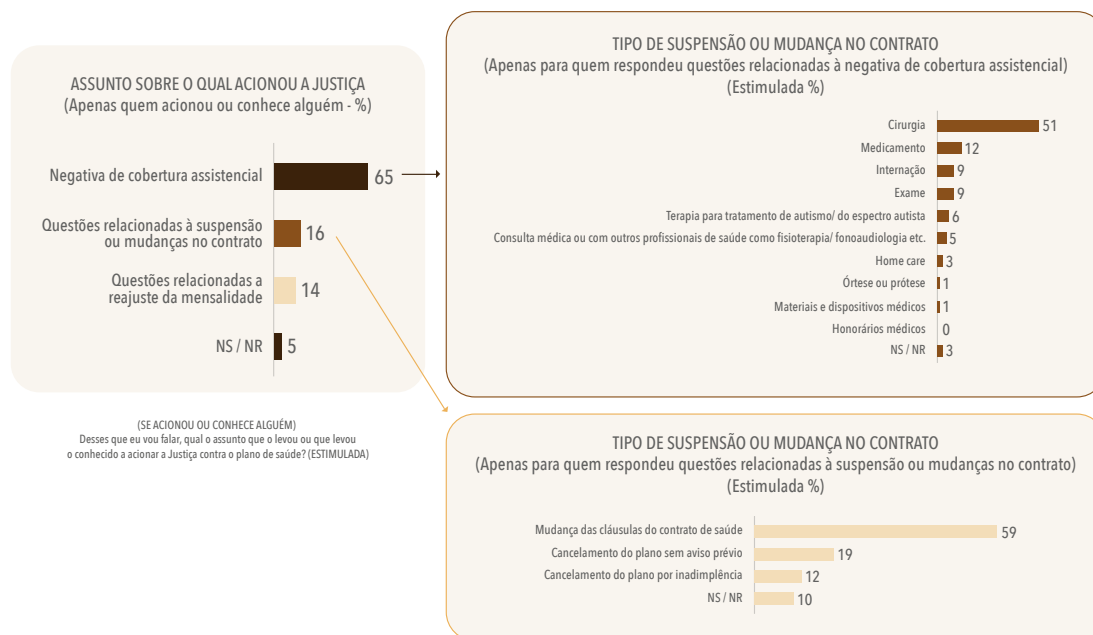 ASSUNTO SOBRE O QUAL ACIONOU A JUSTIÇA
(Apenas quem acionou ou conhece alguém - %)
Negativa de cobertura assistencial 65
Questões relacionadas à suspensão
ou mudanças no contrato 16
Questões relacionadas a
reajuste da mensalidade 14
NS / NR 5
(SE ACIONOU OU CONHECE ALGUÉM)
Desses que eu vou falar, qual o assunto que o levou ou que levou
o conhecido a acionar a Justiça contra o plano de saúde? (ESTIMULADA)
TIPO DE SUSPENSÃO OU MUDANÇA NO CONTRATO
(Apenas para quem respondeu questões relacionadas à negativa de cobertura assistencial)
(Estimulada %)
Cirurgia 51
Medicamento 12
Internação 9
Exame 9
Terapia para tratamento de autismo/ do espectro autista 6
Consulta médica ou com outros profissionais de saúde como fisioterapia/ fonoaudiologia etc. 5
Home care 3
Órtese ou prótese 1
Materiais e dispositivos médicos 1
Honorários médicos 0
NS / NR 3
TIPO DE SUSPENSÃO OU MUDANÇA NO CONTRATO
(Apenas para quem respondeu questões relacionadas à suspensão ou mudanças no contrato)
(Estimulada %)
Mudança das cláusulas do contrato de saúde 59
Cancelamento do plano sem aviso prévio 19
Cancelamento do plano por inadimplência 12
NS / NR 10